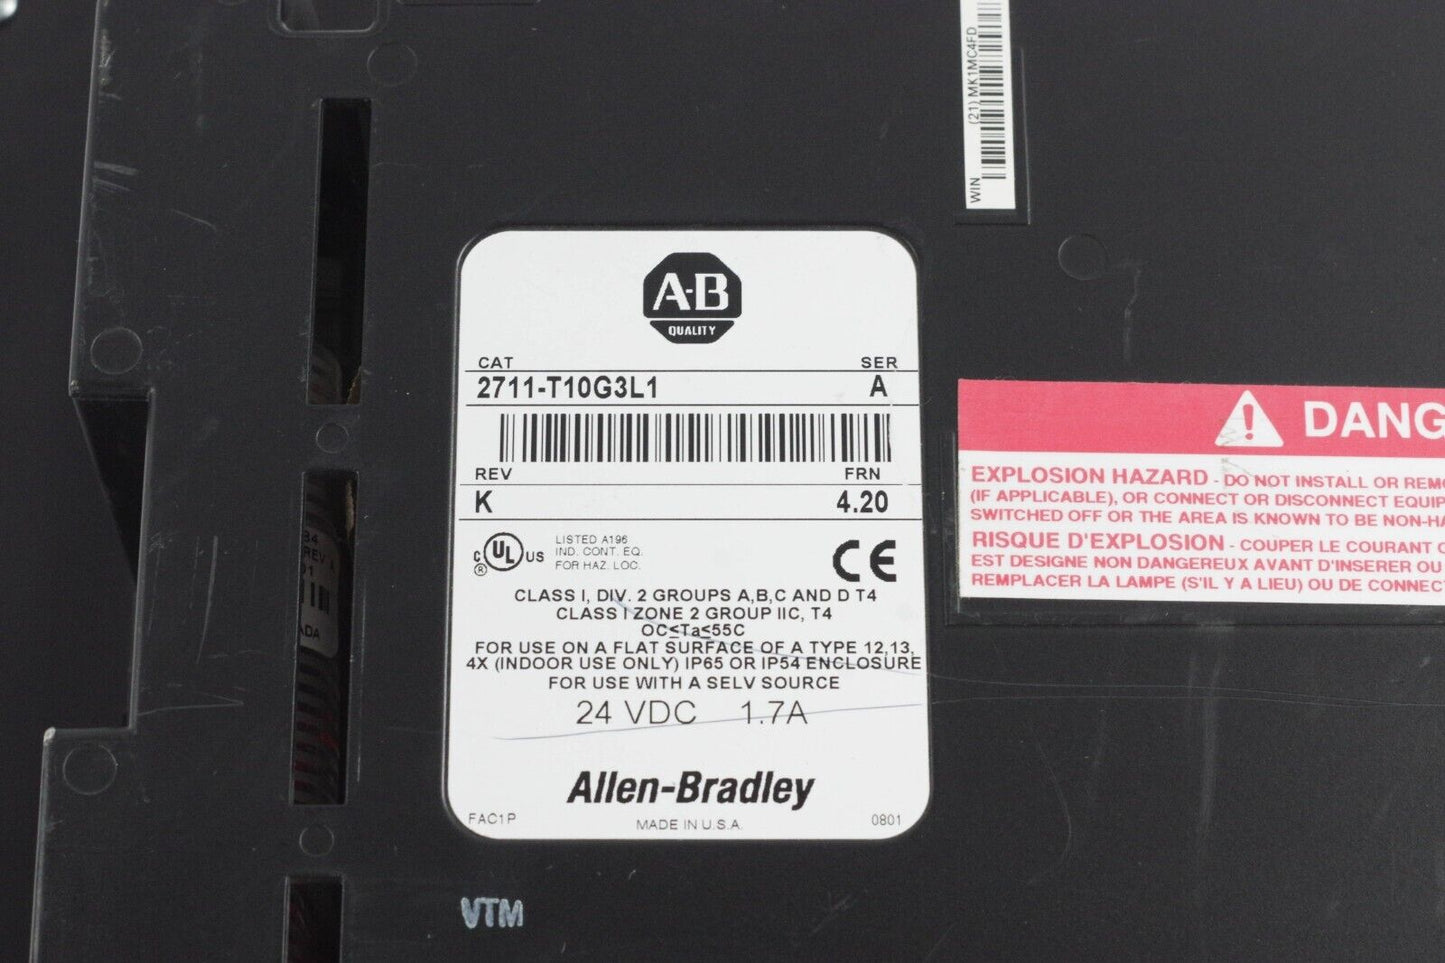 WIN (21) MK1MC4FD
A-B
QUALITY
CAT SER
2711-T10G3L1 A
REV FRN
K 4.20
C UL US
®
LISTED A196
IND. CONT. EQ.
FOR HAZ. LOC.
CE
CLASS I, DIV. 2 GROUPS A,B,C AND D T4
CLASS I ZONE 2 GROUP IIC, T4
OC≤Ta≤55C
FOR USE ON A FLAT SURFACE OF A TYPE 12,13,
4X (INDOOR USE ONLY) IP65 OR IP54 ENCLOSURE
FOR USE WITH A SELV SOURCE
24 VDC 1.7A
Allen-Bradley
FAC1P MADE IN U.S.A. 0801
VTM
DANG
EXPLOSION HAZARD - DO NOT INSTALL OR REMO
(IF APPLICABLE), OR CONNECT OR DISCONNECT EQUIP
SWITCHED OFF OR THE AREA IS KNOWN TO BE NON-HA
RISQUE D'EXPLOSION - COUPER LE COURANT
EST DESIGNE NON DANGEREUX AVANT D'INSERER OU
REMPLACER LA LAMPE (S'IL Y A LIEU) OU DE CONNEC
34
REV A
01
ADA